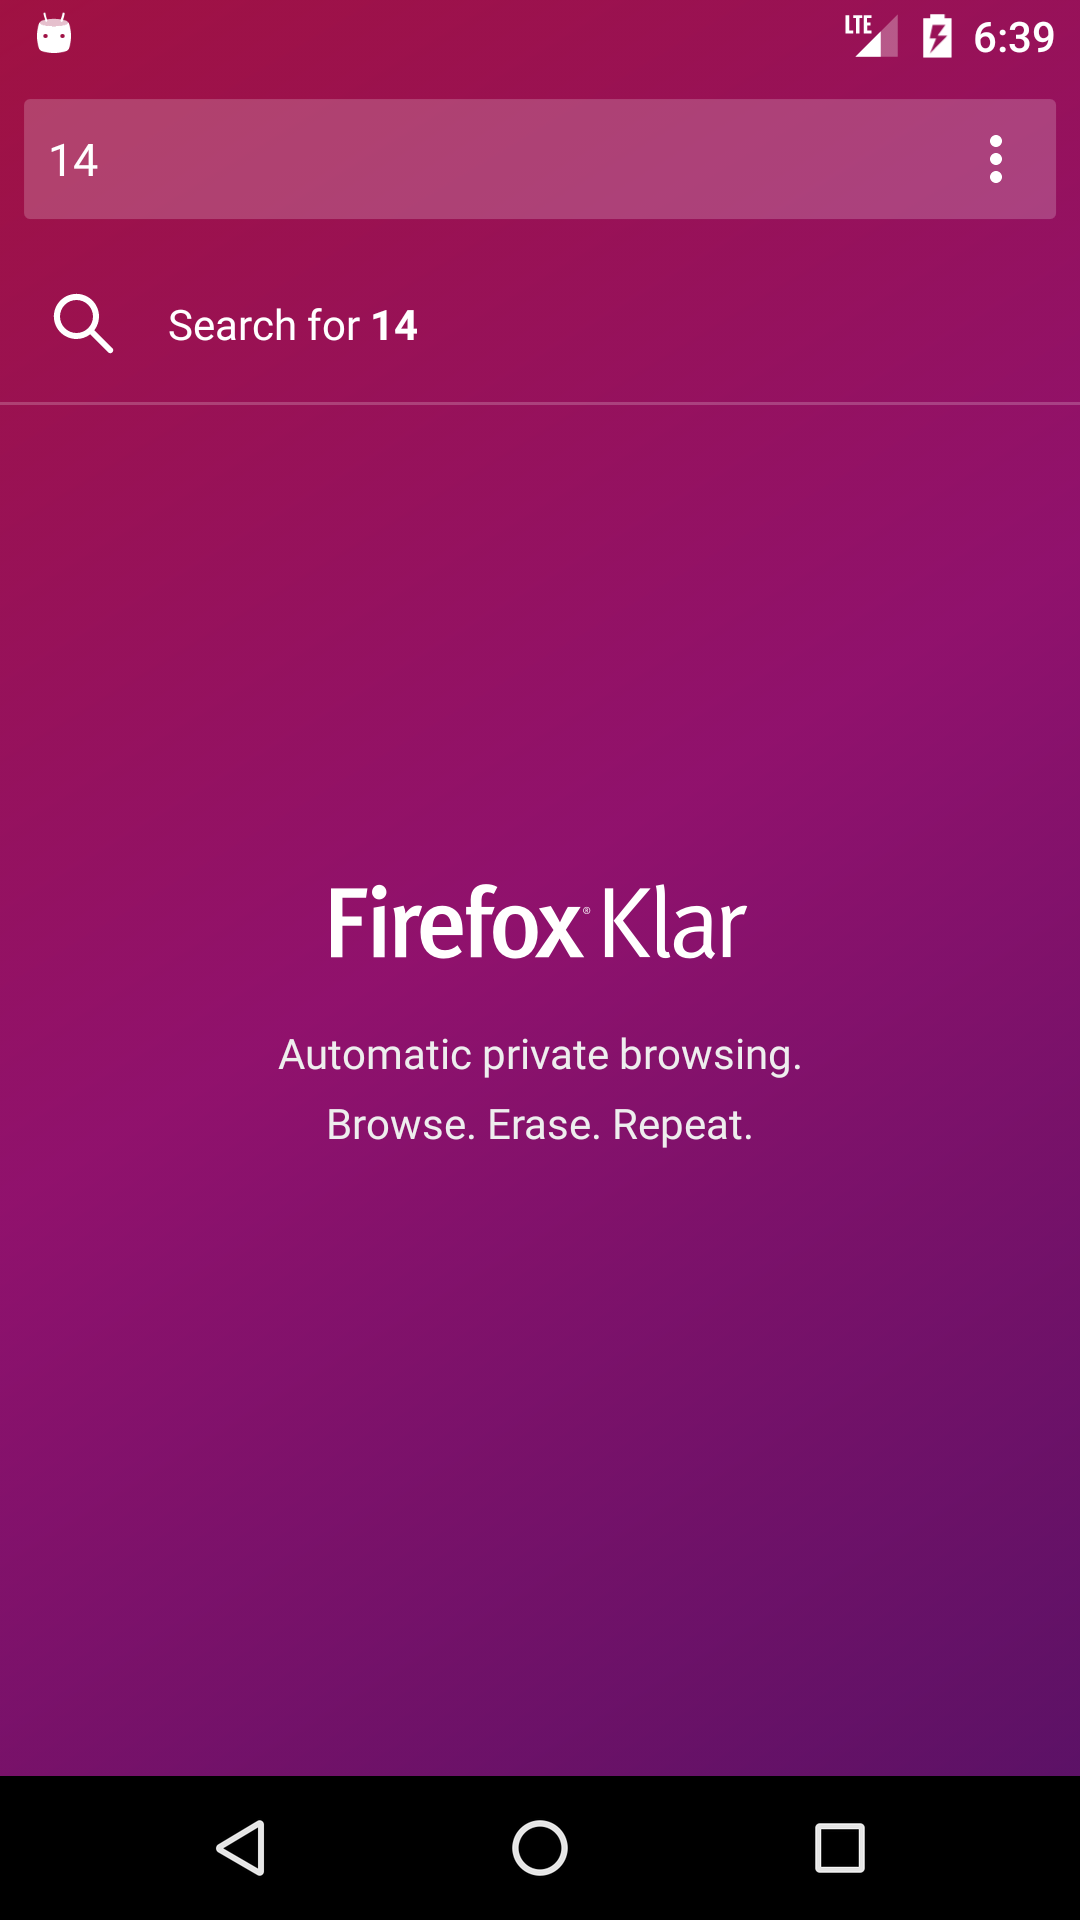 LTE 6:39
14
Search for 14
Firefox® Klar
Automatic private browsing.
Browse. Erase. Repeat.